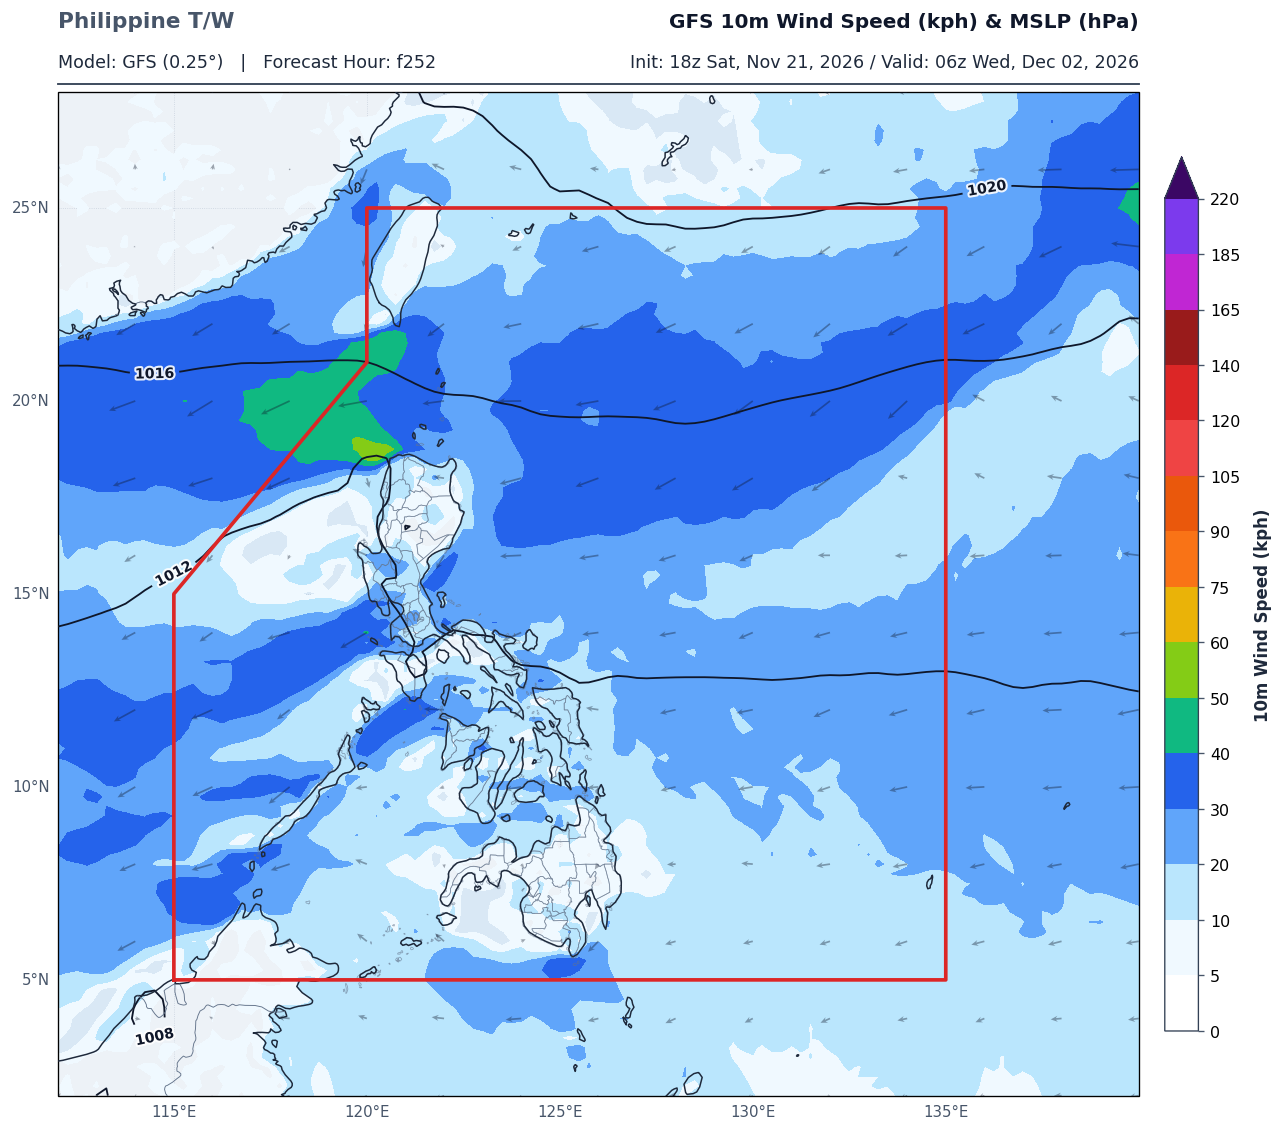 Philippine T/W
GFS 10m Wind Speed (kph) & MSLP (hPa)
Model: GFS (0.25°)   |   Forecast Hour: f252
Init: 18z Sat, Nov 21, 2026 / Valid: 06z Wed, Dec 02, 2026
1020
1016
1012
1008
25°N
20°N
15°N
10°N
5°N
115°E
120°E
125°E
130°E
135°E
220
185
165
140
120
105
90
75
60
50
40
30
20
10
5
0
10m Wind Speed (kph)